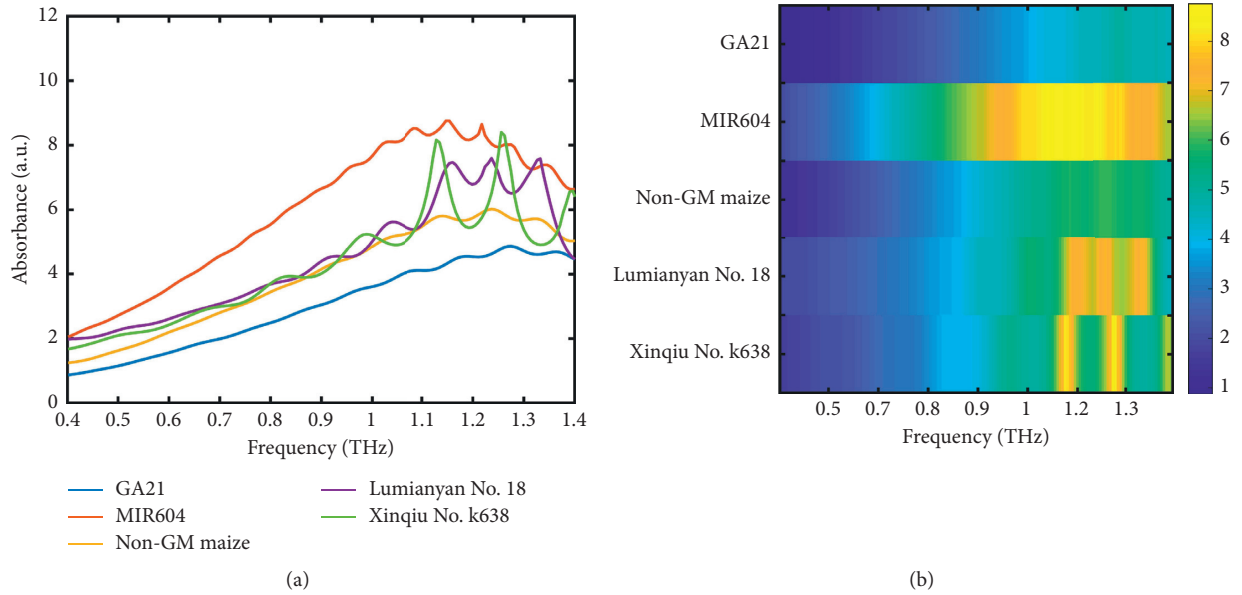 12
10
8
6
4
2
0
Absorbance (a.u.)
0.4 0.5 0.6 0.7 0.8 0.9 1 1.1 1.2 1.3 1.4
Frequency (THz)
GA21
MIR604
Non-GM maize
Lumianyan No. 18
Xinqiu No. k638
(a)
GA21
MIR604
Non-GM maize
Lumianyan No. 18
Xinqiu No. k638
0.5 0.7 0.8 0.9 1 1.2 1.3
Frequency (THz)
8
7
6
5
4
3
2
1
(b)